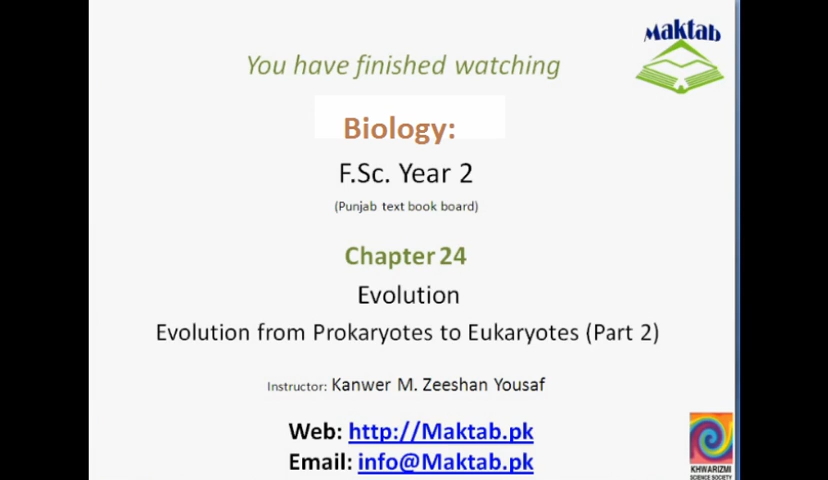 Maktab
You have finished watching
Biology:
F.Sc. Year 2
(Punjab text book board)
Chapter 24
Evolution
Evolution from Prokaryotes to Eukaryotes (Part 2)
Instructor: Kanwer M. Zeeshan Yousaf
Web: http://Maktab.pk
Email: info@Maktab.pk
KHWARIZMI
SCIENCE SOCIETY